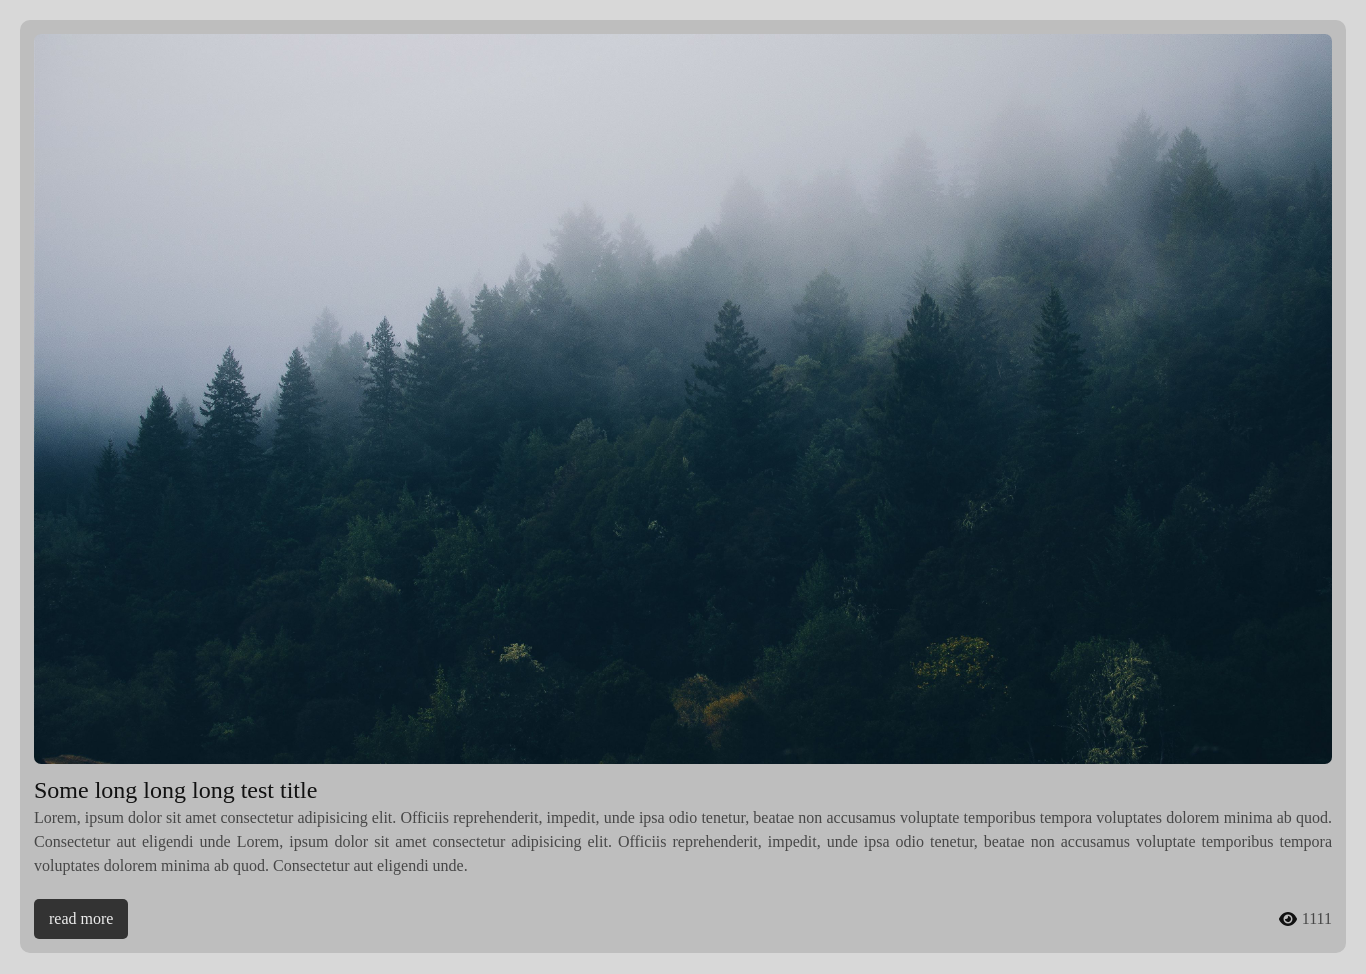 Some long long long test title
Lorem, ipsum dolor sit amet consectetur adipisicing elit. Officiis reprehenderit, impedit, unde ipsa odio tenetur, beatae non accusamus voluptate temporibus tempora voluptates dolorem minima ab quod.
Consectetur aut eligendi unde Lorem, ipsum dolor sit amet consectetur adipisicing elit. Officiis reprehenderit, impedit, unde ipsa odio tenetur, beatae non accusamus voluptate temporibus tempora
voluptates dolorem minima ab quod. Consectetur aut eligendi unde.
read more
1111